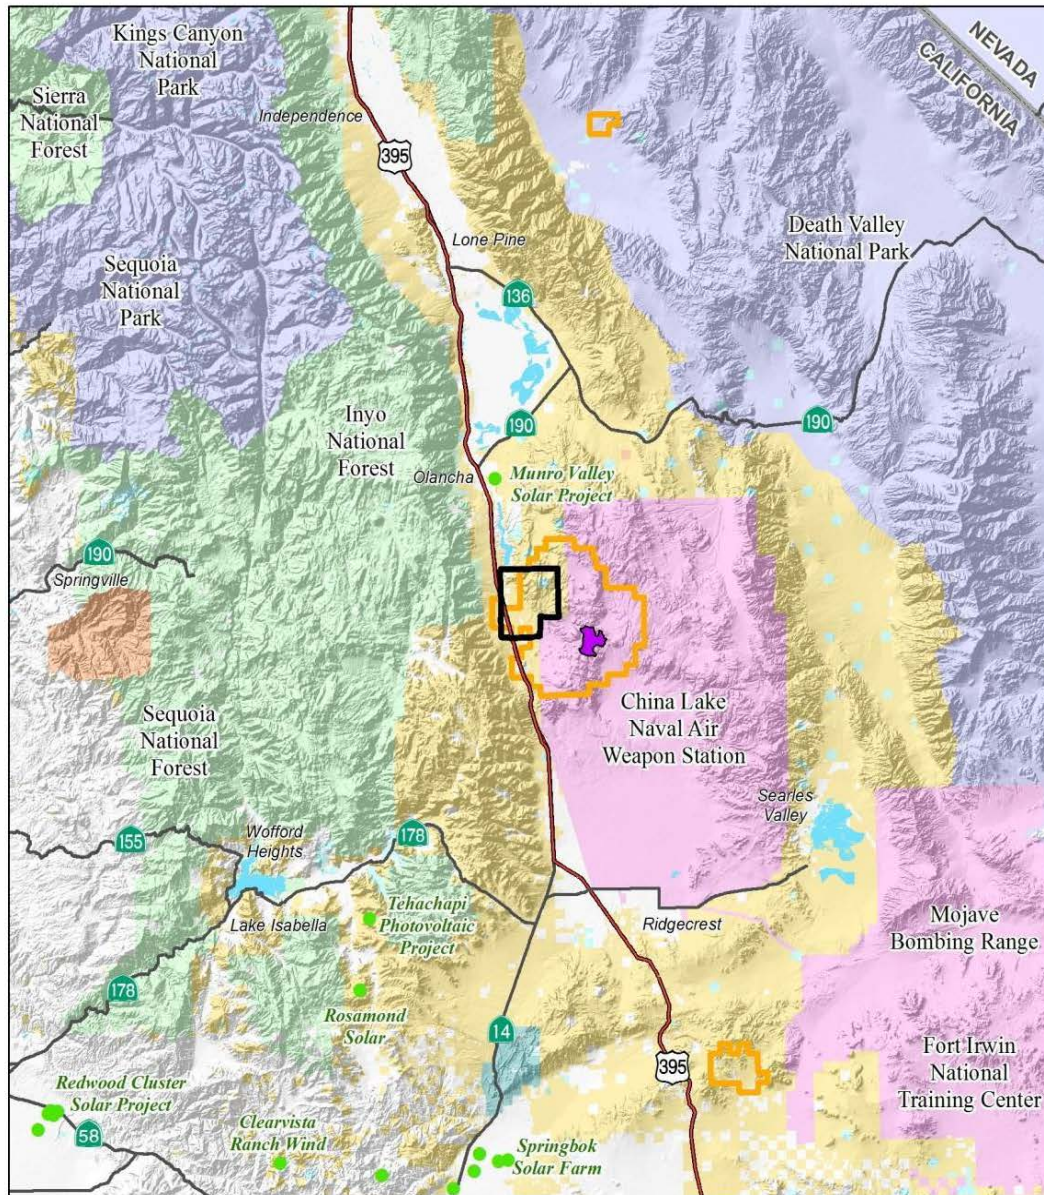 Kings Canyon
National
Park
NEVADA
CALIFORNIA
Sierra
National
Forest
Independence
395
Death Valley
National Park
Lone Pine
Sequoia
National
Park
136
Inyo
National
Forest
190
190
Olancha
Munro Valley
Solar Project
190
Springville
China Lake
Naval Air
Weapon Station
Sequoia
National
Forest
Searles
Valley
155
Wofford
Heights
178
Lake Isabella
Tehachapi
Photovoltaic
Project
Ridgecrest
Mojave
Bombing Range
178
Rosamond
Solar
14
395
Fort Irwin
National
Training Center
Redwood Cluster
Solar Project
58
Clearvista
Ranch Wind
Springbok
Solar Farm